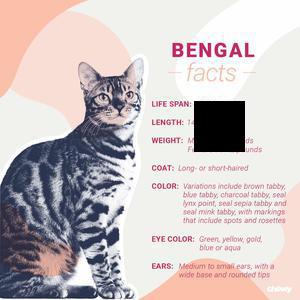 BENGAL
facts
LIFE SPAN:
LENGTH: 14
WEIGHT:
COAT: Long- or short-haired
COLOR: Variations include brown tabby,
blue tabby, charcoal tabby, seal
lynx point, seal sepia tabby and
seal mink tabby, with markings
that include spots and rosettes
EYE COLOR: Green, yellow, gold,
blue or aqua
EARS: Medium to small ears, with a
wide base and rounded tips
chewy